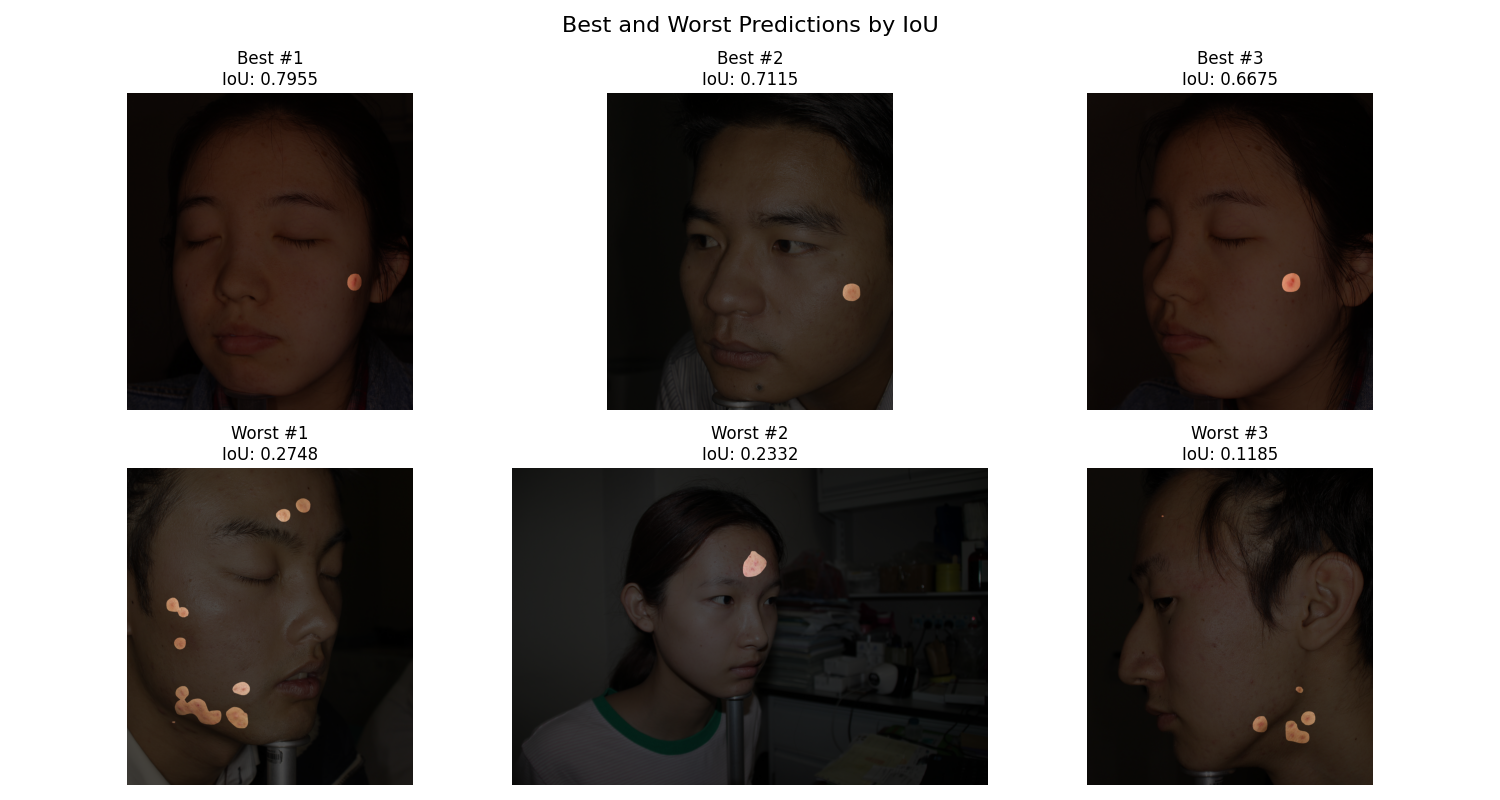 Best and Worst Predictions by IoU
Best #1
IoU: 0.7955
Best #2
IoU: 0.7115
Best #3
IoU: 0.6675
Worst #1
IoU: 0.2748
Worst #2
IoU: 0.2332
Worst #3
IoU: 0.1185